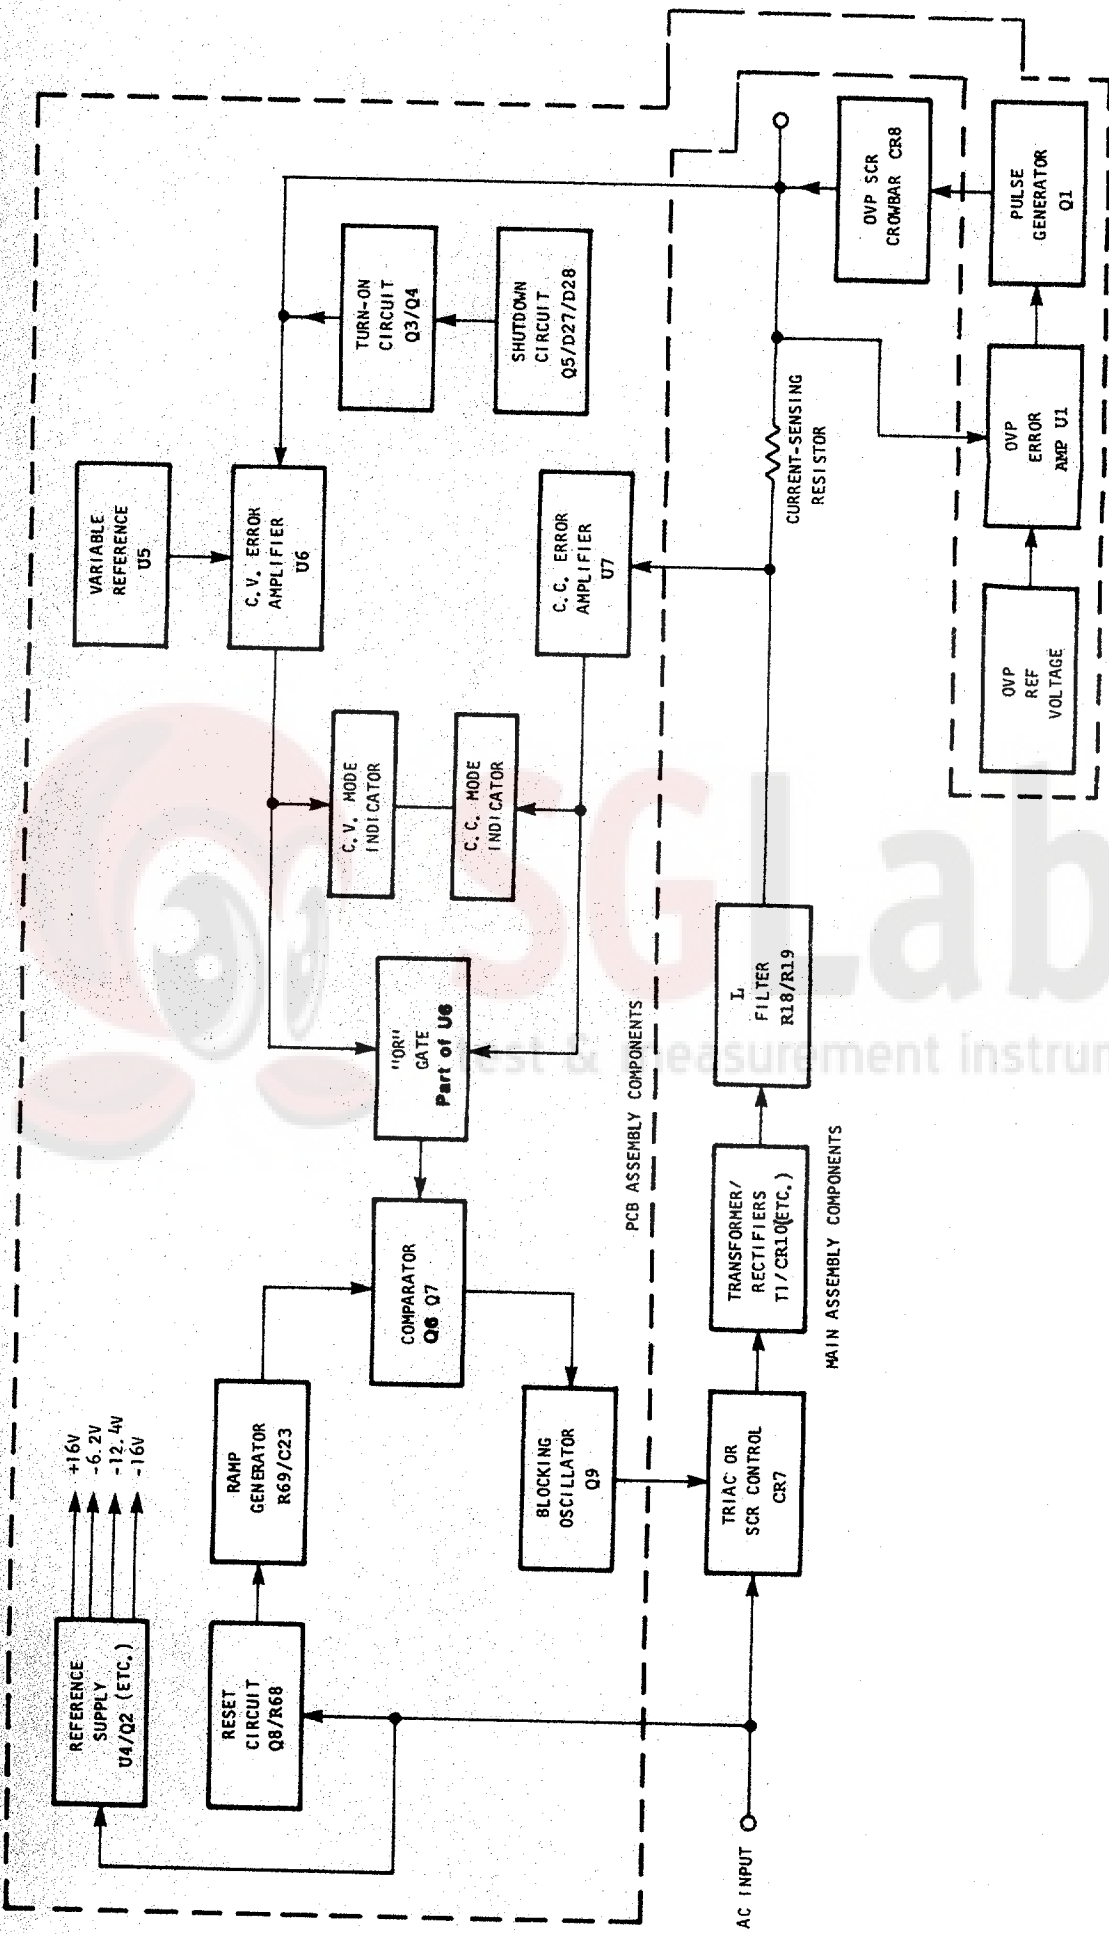 REFERENCE
SUPPLY
U4/Q2 (ETC.)
+16V
-6.2V
-12.4V
-16V
VARIABLE
REFERENCE
U5
RESET
CIRCUIT
Q8/R68
RAMP
GENERATOR
R69/C23
C.V. ERROR
AMPLIFIER
U6
TURN-ON
CIRCUIT
Q3/Q4
C.V. MODE
INDICATOR
COMPARATOR
Q6 Q7
"OR"
GATE
Part of U6
C.C. MODE
INDICATOR
SHUTDOWN
CIRCUIT
Q5/D27/D28
BLOCKING
OSCILLATOR
Q9
C.C. ERROR
AMPLIFIER
U7
PCB ASSEMBLY COMPONENTS
AC INPUT
TRIAC OR
SCR CONTROL
CR7
TRANSFORMER/
RECTIFIERS
T1/CR10(ETC.)
L
FILTER
R18/R19
CURRENT-SENSING
RESISTOR
MAIN ASSEMBLY COMPONENTS
OVP SCR
CROWBAR CR8
OVP
REF
VOLTAGE
OVP
ERROR
AMP U1
PULSE
GENERATOR
Q1
SGLab
test & measurement instrum